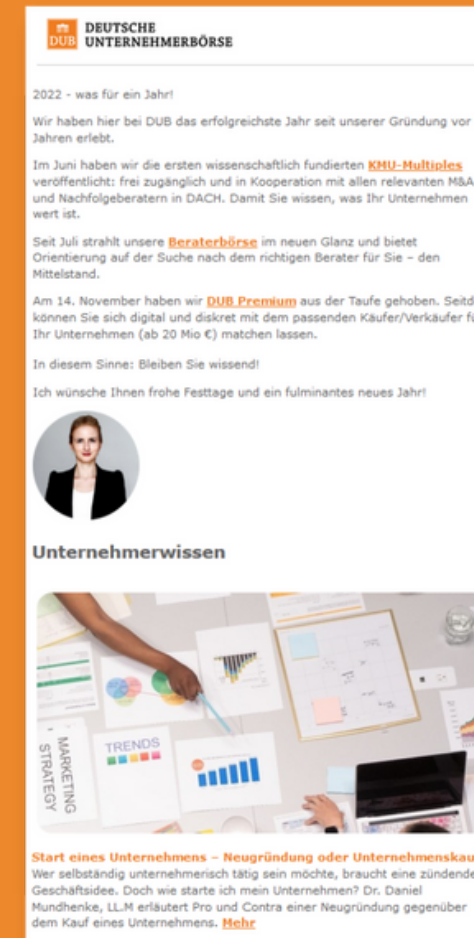 DUB
DEUTSCHE
UNTERNEHMERBÖRSE
2022 - was für ein Jahr!
Wir haben hier bei DUB das erfolgreichste Jahr seit unserer Gründung vor
Jahren erlebt.
Im Juni haben wir die ersten wissenschaftlich fundierten KMU-Multiples
veröffentlicht: frei zugänglich und in Kooperation mit allen relevanten M&A
und Nachfolgeberatern in DACH. Damit Sie wissen, was Ihr Unternehmen
wert ist.
Seit Juli strahlt unsere Beraterbörse im neuen Glanz und bietet
Orientierung auf der Suche nach dem richtigen Berater für Sie – den
Mittelstand.
Am 14. November haben wir DUB Premium aus der Taufe gehoben.
können Sie sich digital und diskret mit dem passenden Käufer/Verkäufer
Ihr Unternehmen (ab 20 Mio €) matchen lassen.
In diesem Sinne: Bleiben Sie wissend!
Ich wünsche Ihnen frohe Festtage und ein fulminantes neues Jahr!
Unternehmerwissen
MARKETING
STRATEGY
TRENDS
Start eines Unternehmens – Neugründung oder
Wer selbständig unternehmerisch tätig sein möchte, braucht eine
Geschäftsidee. Doch wie starte ich mein Unternehmen? Dr. Daniel
Mundhenke, LL.M erläutert Pro und Contra einer Neugründung gegenüber
dem Kauf eines Unternehmens. Mehr